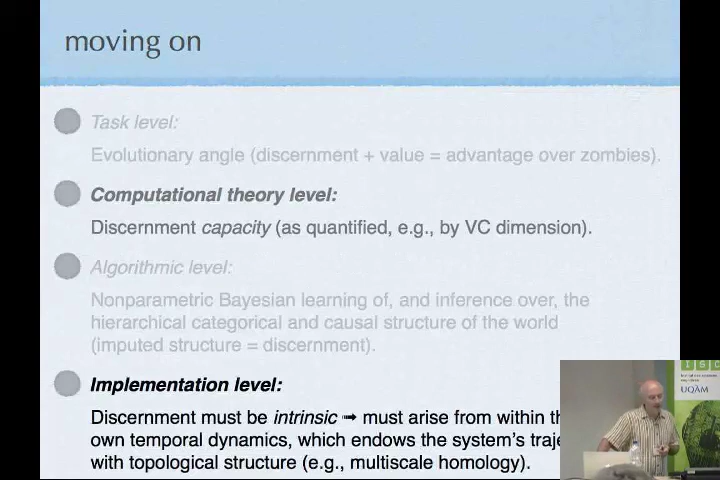 moving on
Task level:
Evolutionary angle (discernment + value = advantage over zombies).
Computational theory level:
Discernment capacity (as quantified, e.g., by VC dimension).
Algorithmic level:
Nonparametric Bayesian learning of, and inference over, the
hierarchical categorical and causal structure of the world
(imputed structure = discernment).
Implementation level:
Discernment must be intrinsic ➞ must arise from within
own temporal dynamics, which endows the system's
with topological structure (e.g., multiscale homology).
UQÀM